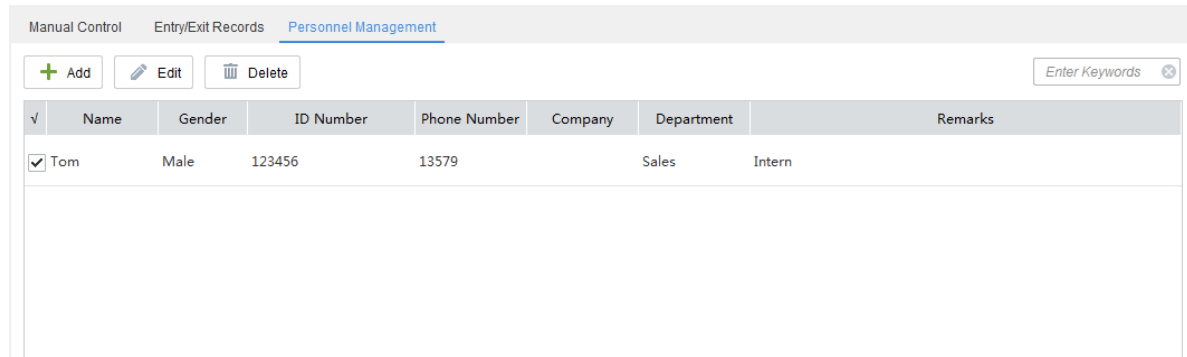 Manual Control Entry/Exit Records Personnel Management
Add Edit Delete Enter Keywords
√ Name Gender ID Number Phone Number Company Department Remarks
Tom Male 123456 13579 Sales Intern